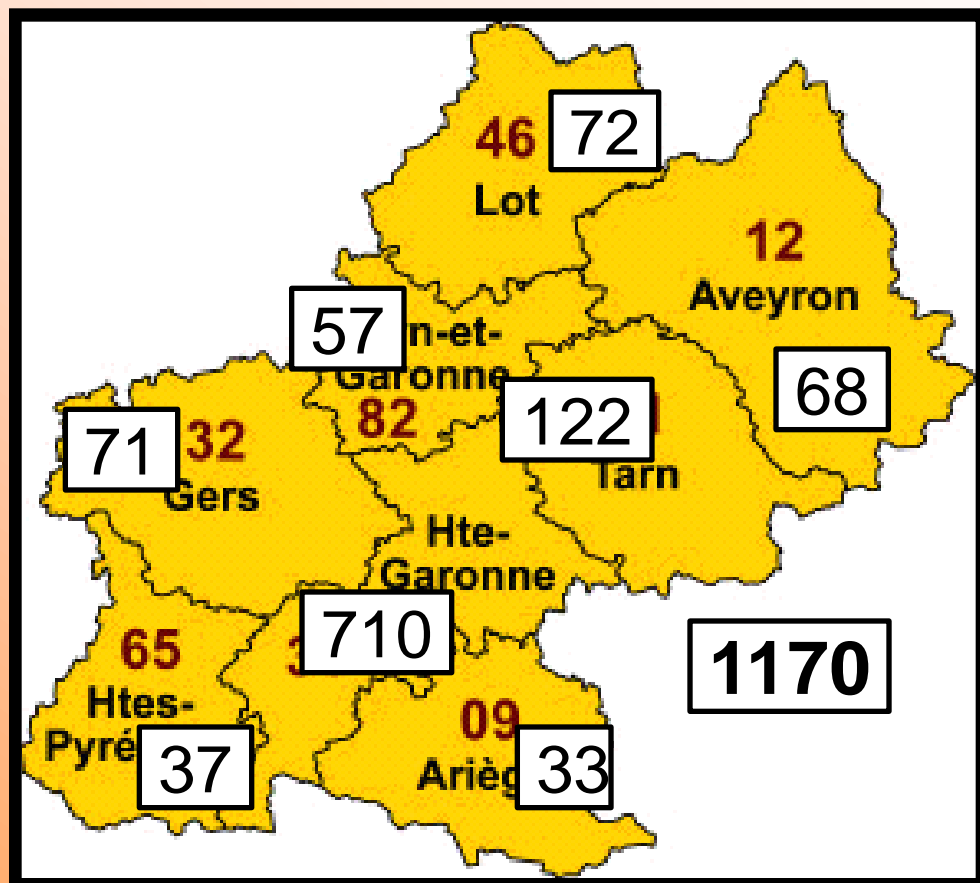 46
72
Lot
12
Aveyron
57
n-et-
Garonne
82
122
68
71
32
Gers
Tarn
Hte-
Garonne
710
65
Htes-
Pyré
37
09
Arièg
33
1170